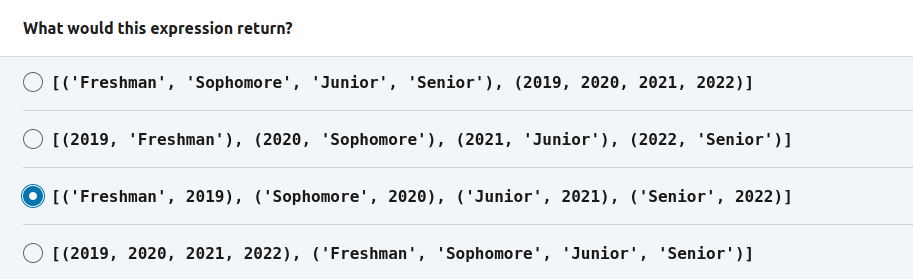 What would this expression return?
[('Freshman', 'Sophomore', 'Junior', 'Senior'), (2019, 2020, 2021, 2022)]
[(2019, 'Freshman'), (2020, 'Sophomore'), (2021, 'Junior'), (2022, 'Senior')]
[('Freshman', 2019), ('Sophomore', 2020), ('Junior', 2021), ('Senior', 2022)]
[(2019, 2020, 2021, 2022), ('Freshman', 'Sophomore', 'Junior', 'Senior')]